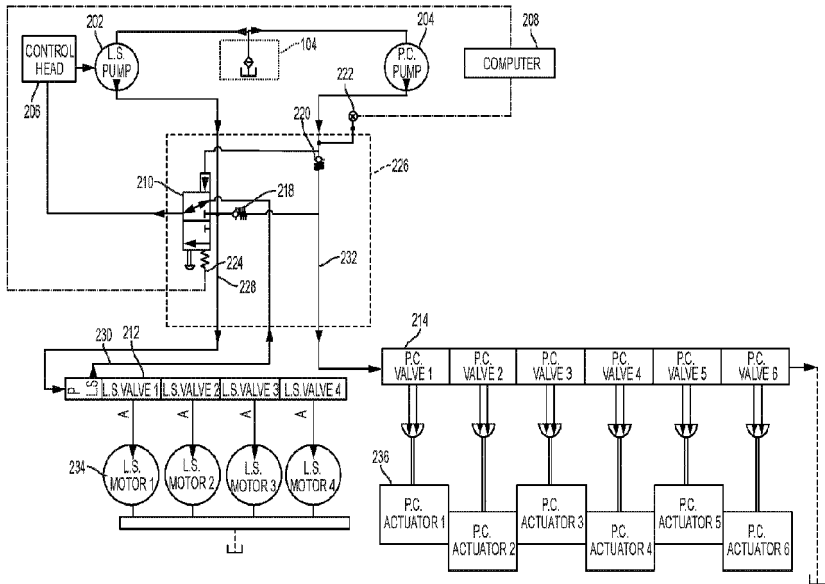 202
204
208
L.S.
PUMP
104
P.C.
PUMP
CONTROL
HEAD
COMPUTER
206
222
220
226
210
218
232
224
228
230
212
214
P
L.S
L.S.VALVE 1
L.S.VALVE 2
L.S.VALVE 3
L.S.VALVE 4
P.C.
VALVE 1
P.C.
VALVE 2
P.C.
VALVE 3
P.C.
VALVE 4
P.C.
VALVE 5
P.C.
VALVE 6
A
A
A
A
234
L.S.
MOTOR 1
L.S.
MOTOR 2
L.S.
MOTOR 3
L.S.
MOTOR 4
236
P.C.
ACTUATOR 1
P.C.
ACTUATOR 2
P.C.
ACTUATOR 3
P.C.
ACTUATOR 4
P.C.
ACTUATOR 5
P.C.
ACTUATOR 6